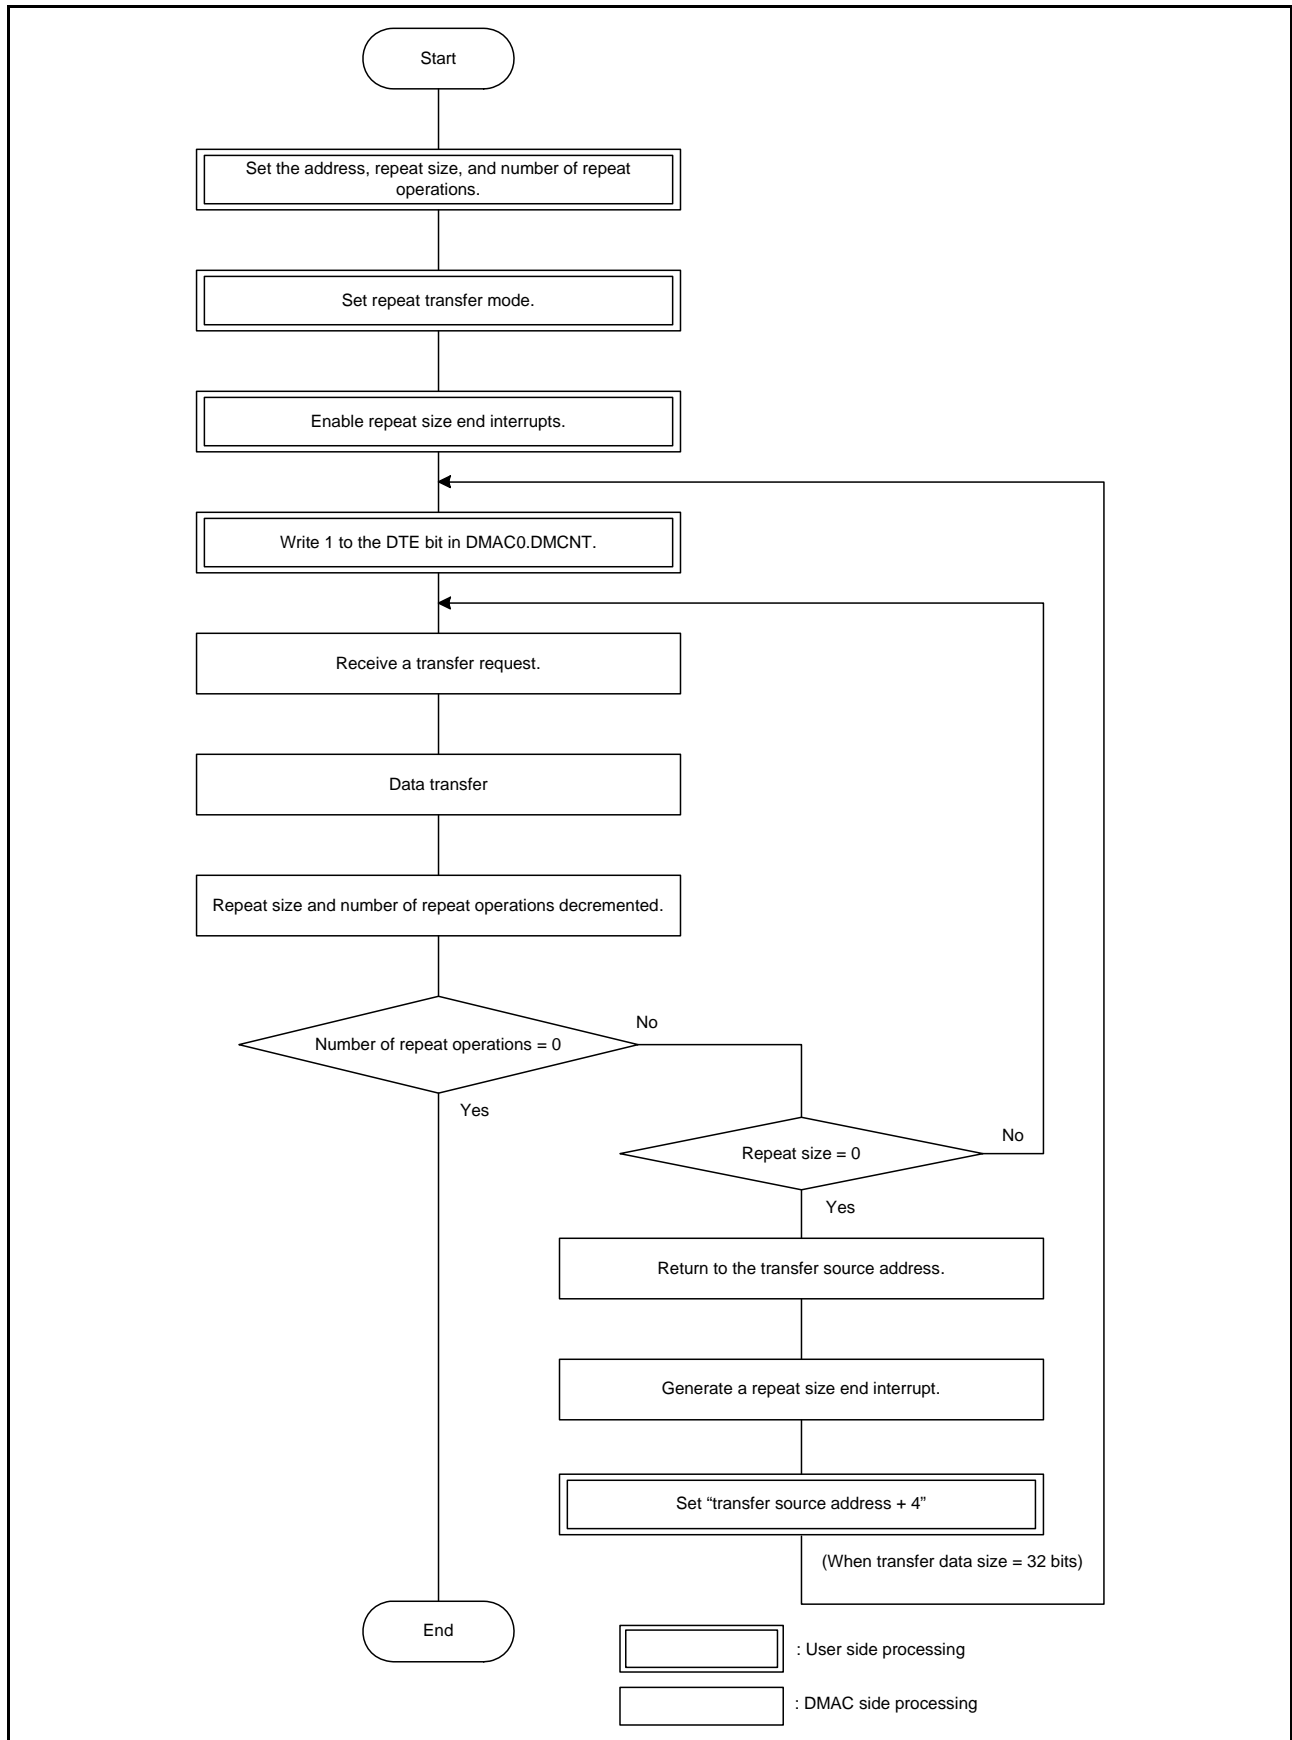 Start
Set the address, repeat size, and number of repeat
operations.
Set repeat transfer mode.
Enable repeat size end interrupts.
Write 1 to the DTE bit in DMAC0.DMCNT.
Receive a transfer request.
Data transfer
Repeat size and number of repeat operations decremented.
Number of repeat operations = 0
No
Yes
Repeat size = 0
No
Yes
Return to the transfer source address.
Generate a repeat size end interrupt.
Set “transfer source address + 4”
(When transfer data size = 32 bits)
End
: User side processing
: DMAC side processing